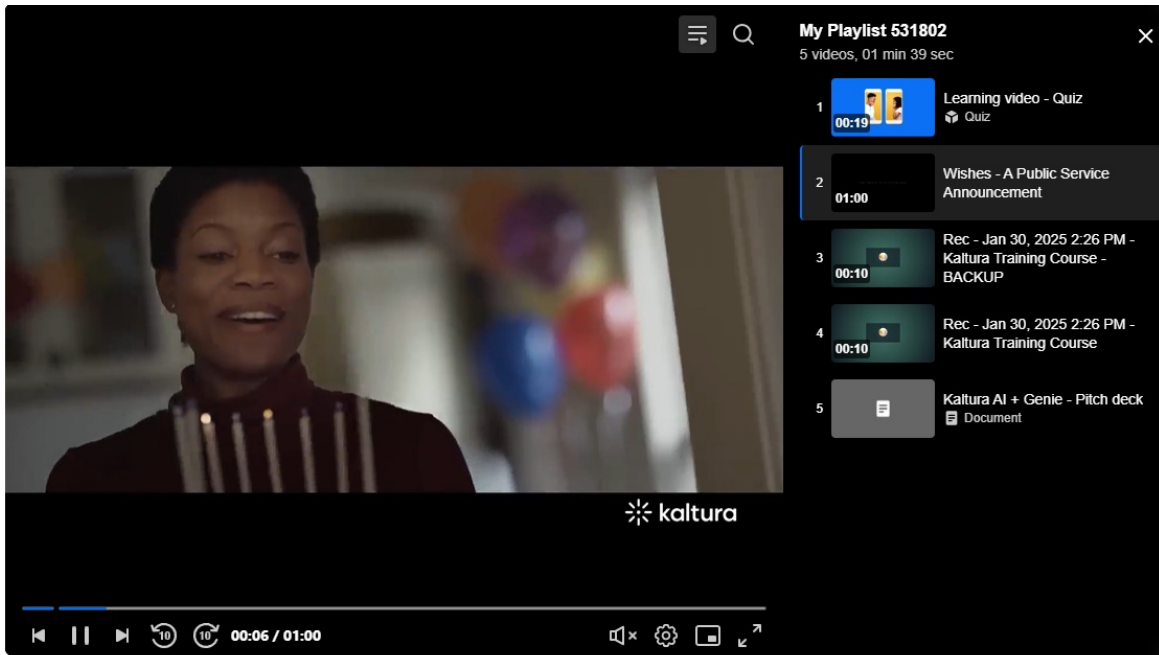 My Playlist 531802
5 videos, 01 min 39 sec
1
00:19
Learning video - Quiz
Quiz
2
01:00
Wishes - A Public Service
Announcement
3
00:10
Rec - Jan 30, 2025 2:26 PM -
Kaltura Training Course -
BACKUP
4
00:10
Rec - Jan 30, 2025 2:26 PM -
Kaltura Training Course
5
Kaltura AI + Genie - Pitch deck
Document
kaltura
10
10
00:06 / 01:00